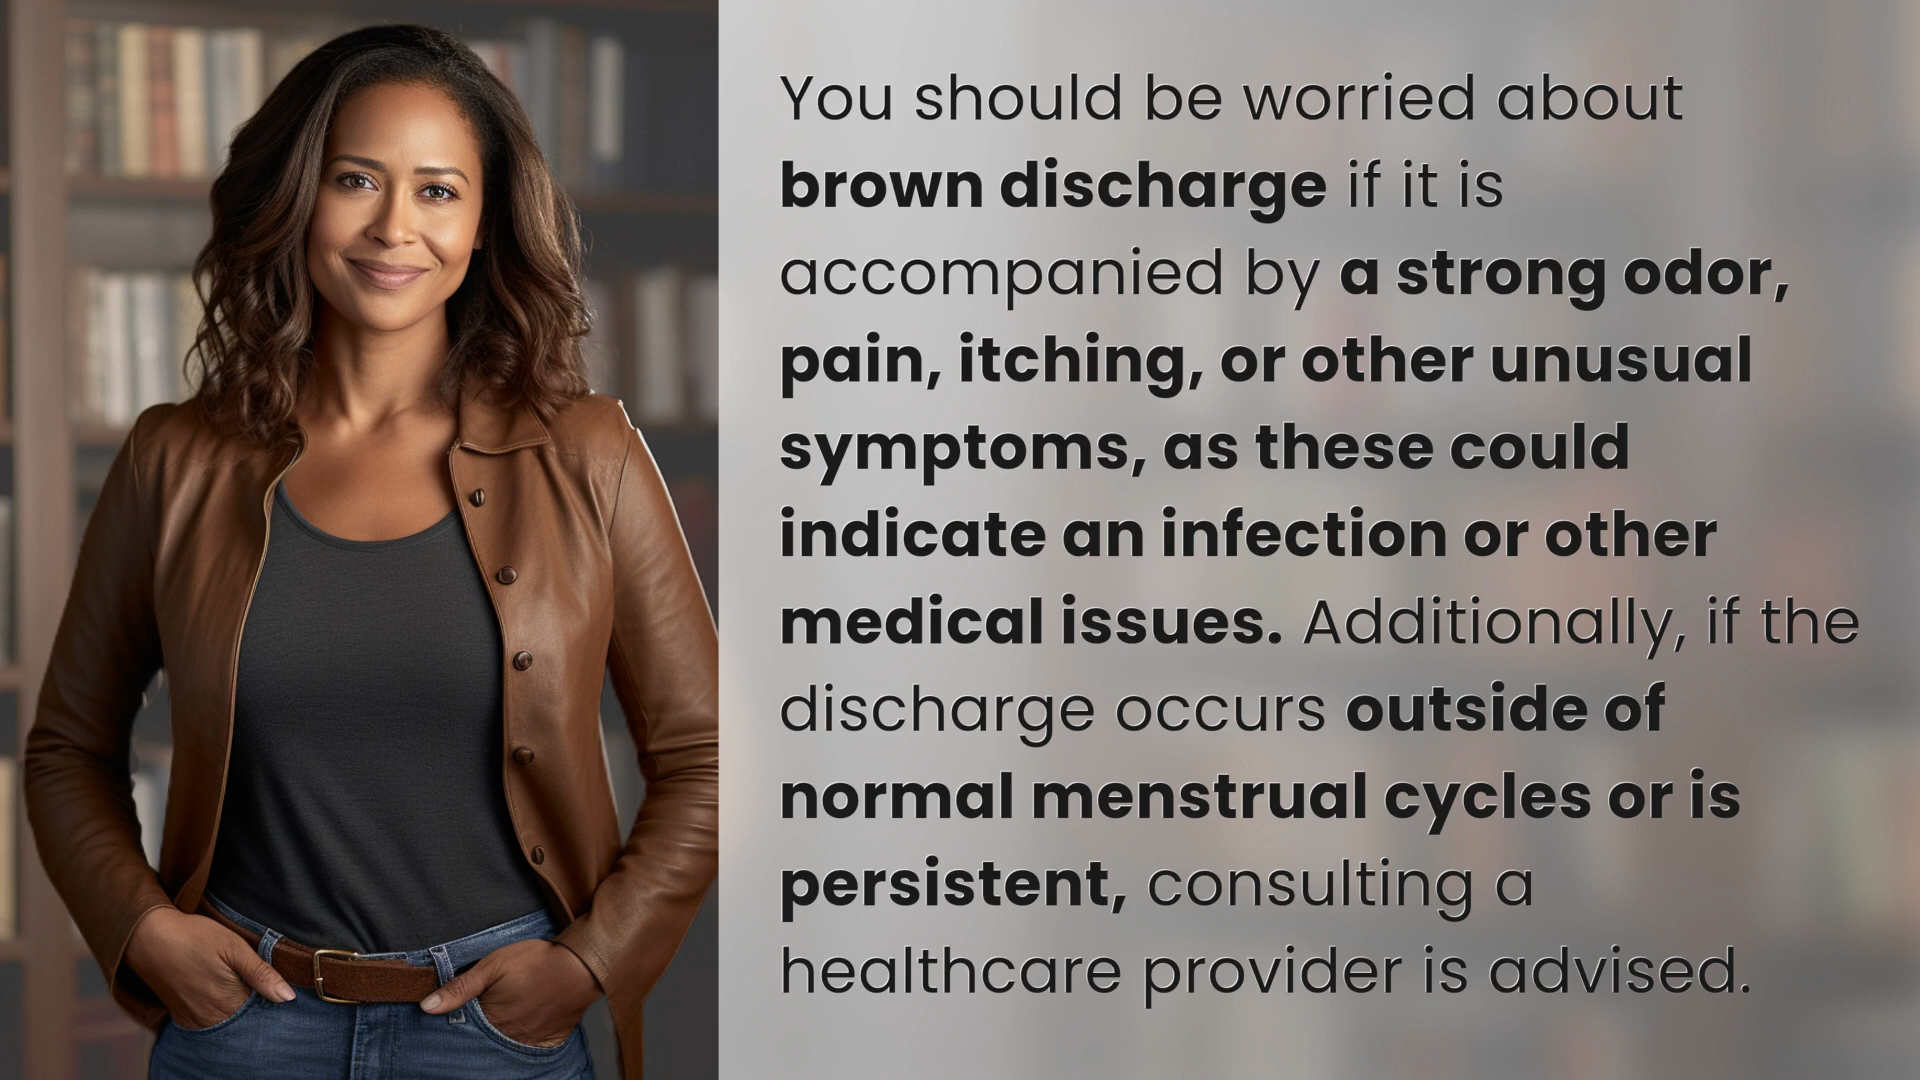 You should be worried about
brown discharge if it is
accompanied by a strong odor,
pain, itching, or other unusual
symptoms, as these could
indicate an infection or other
medical issues. Additionally, if the
discharge occurs outside of
normal menstrual cycles or is
persistent, consulting a
healthcare provider is advised.